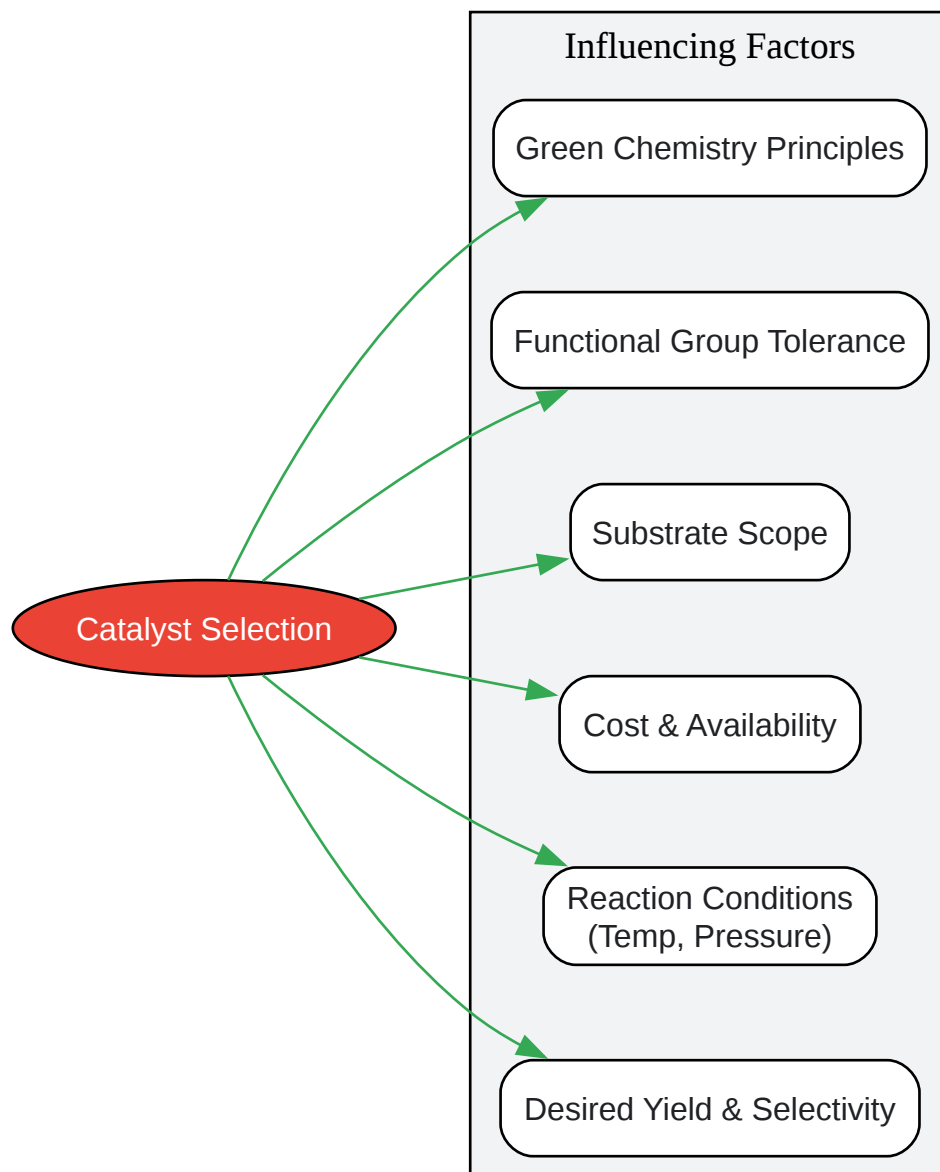 Influencing Factors
Green Chemistry Principles
Functional Group Tolerance
Substrate Scope
Catalyst Selection
Cost & Availability
Reaction Conditions
(Temp, Pressure)
Desired Yield & Selectivity